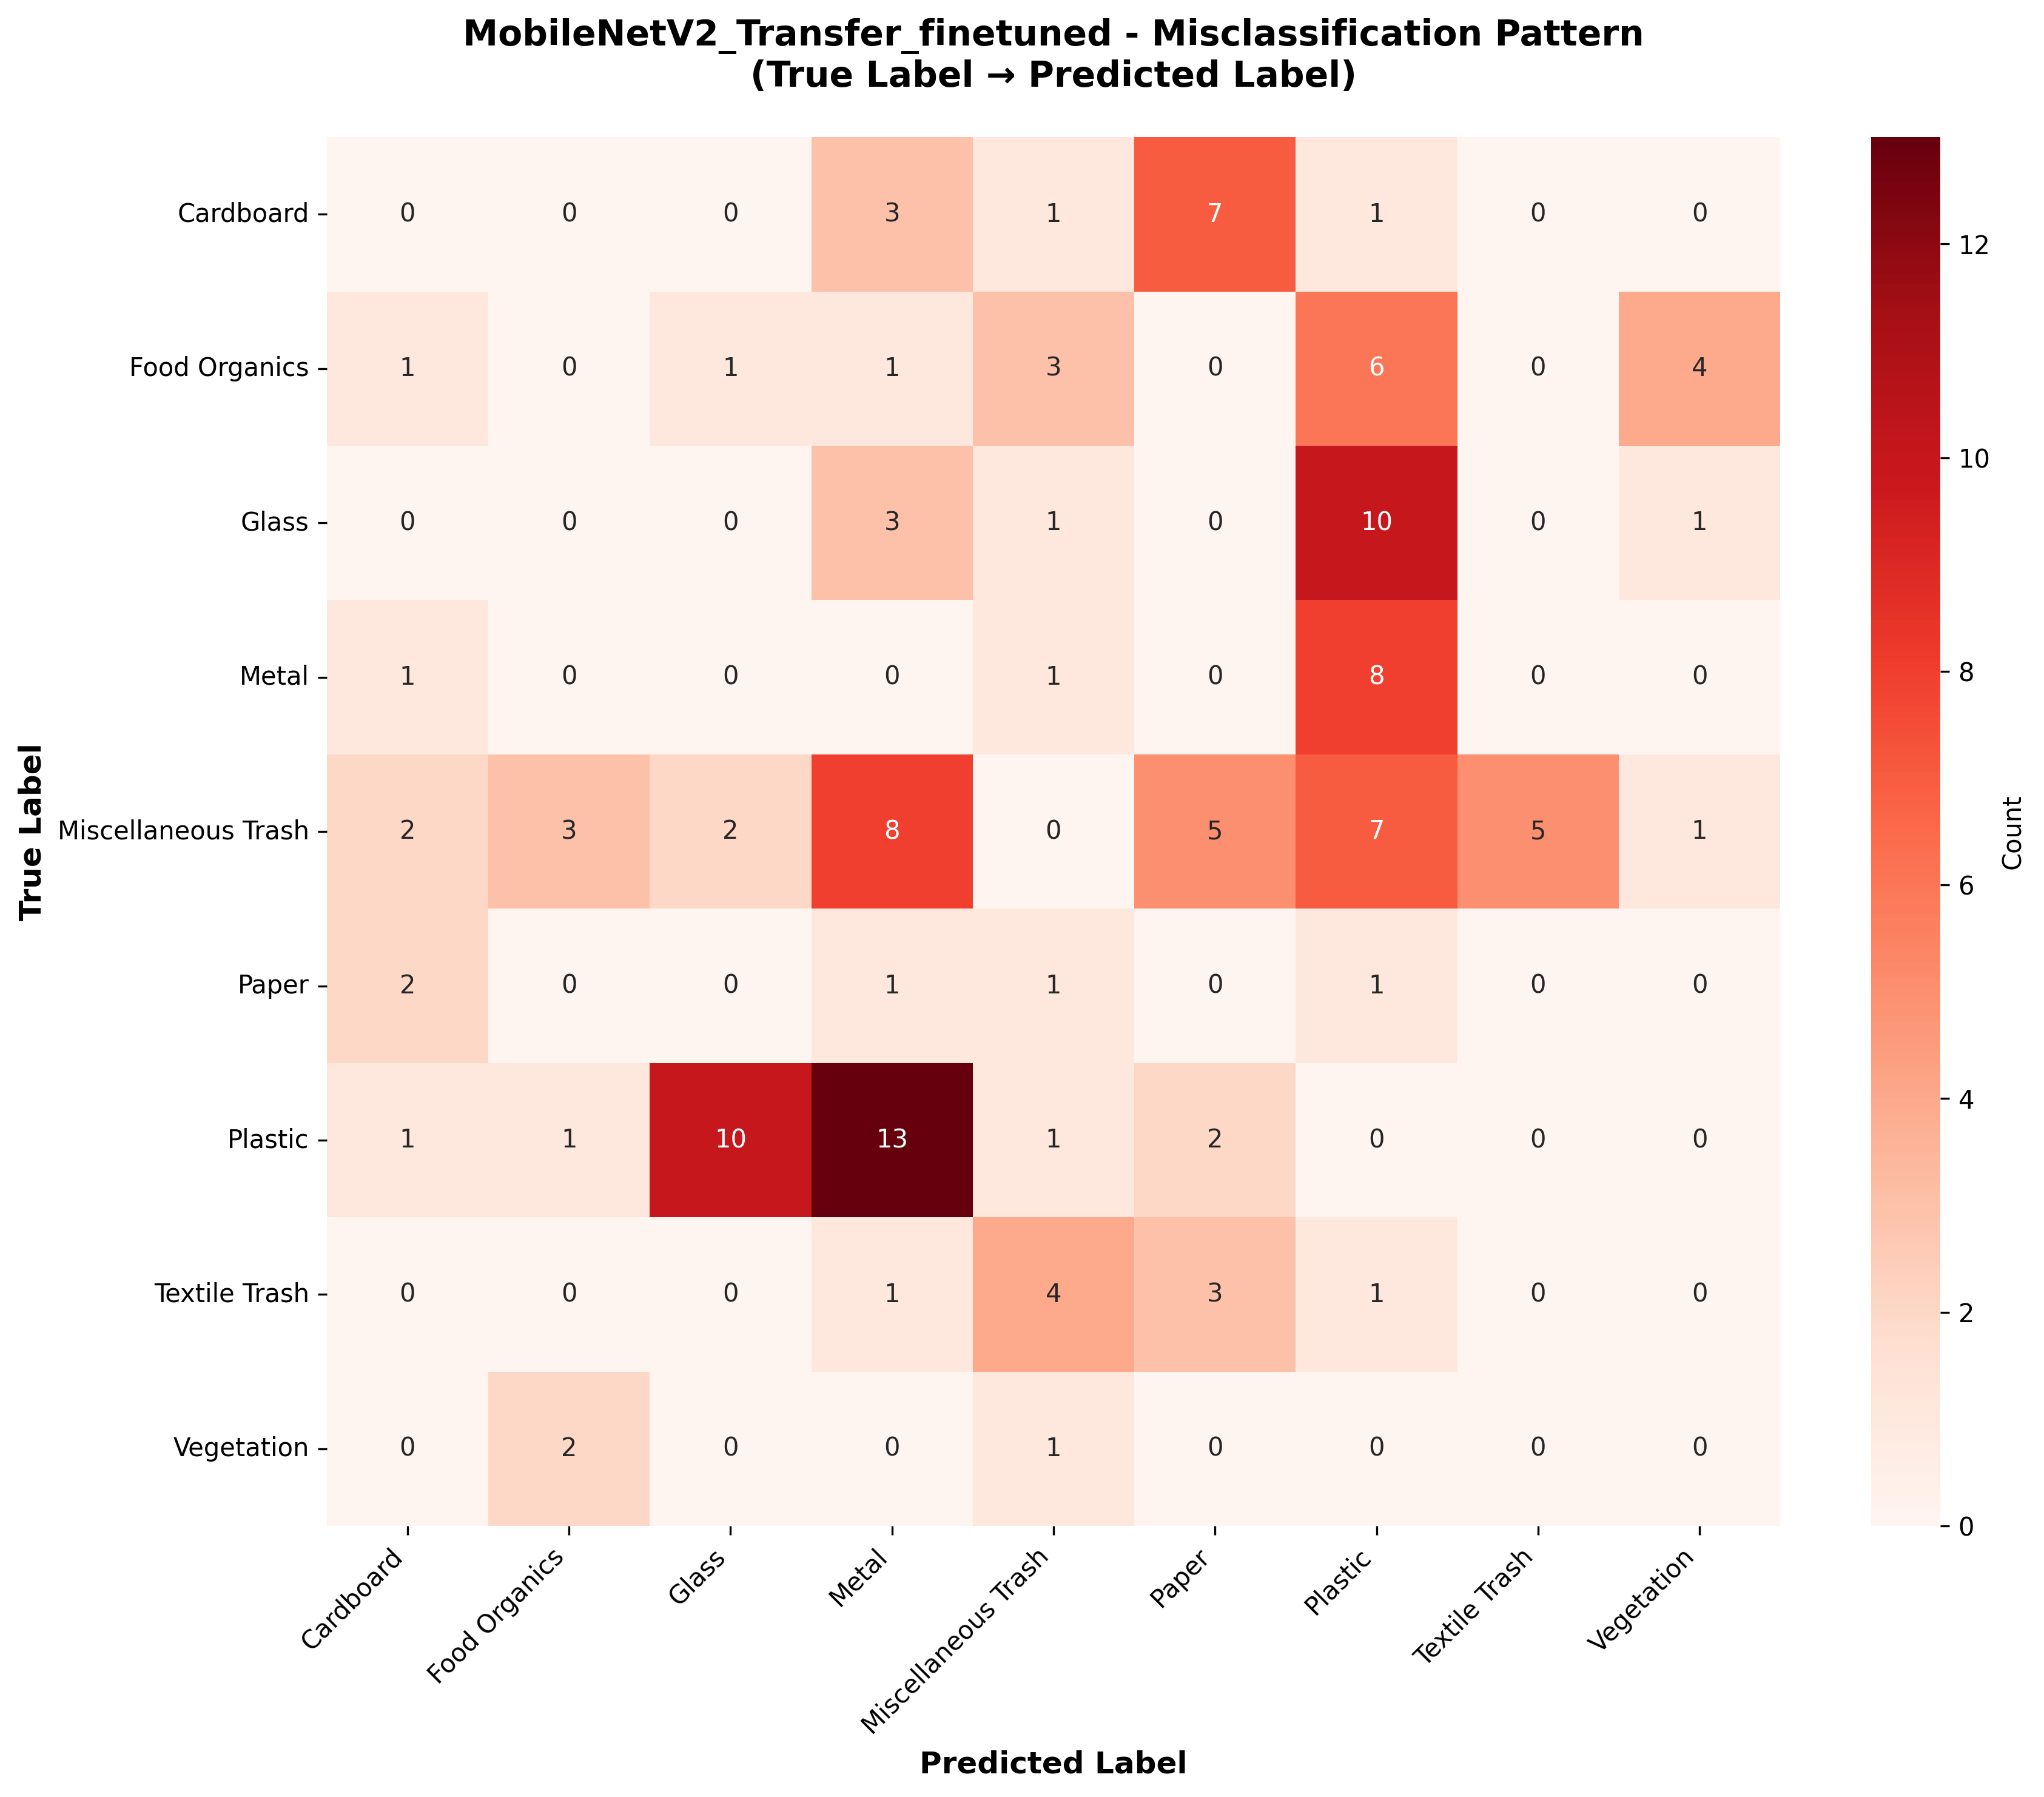 MobileNetV2_Transfer_finetuned - Misclassification Pattern
(True Label → Predicted Label)
True Label
Cardboard 0 0 0 3 1 7 1 0 0
Food Organics 1 0 1 1 3 0 6 0 4
Glass 0 0 0 3 1 0 10 0 1
Metal 1 0 0 0 1 0 8 0 0
Miscellaneous Trash 2 3 2 8 0 5 7 5 1
Paper 2 0 0 1 1 0 1 0 0
Plastic 1 1 10 13 1 2 0 0 0
Textile Trash 0 0 0 1 4 3 1 0 0
Vegetation 0 2 0 0 1 0 0 0 0
Cardboard
Food Organics
Glass
Metal
Miscellaneous Trash
Paper
Plastic
Textile Trash
Vegetation
Predicted Label
12
10
8
6
4
2
0
Count